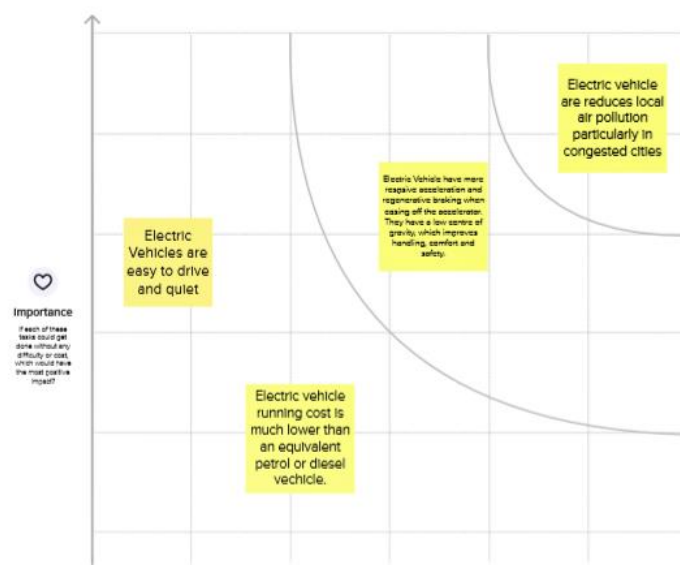 Electric vehicle
are reduces local
air pollution
particularly in
congested cities
Electric Vehicle have more
respsive acceleration and
regenerative braking when
easing off the accelerator.
They have a low centre of
gravity, which improves
handling, comfort and
safety.
Electric
Vehicles are
easy to drive
and quiet
Importance
If each of these
tasks could get
done without any
difficulty or cost,
which would have
the most positive
impact?
Electric vehicle
running cost is
much lower than
an equivalent
petrol or diesel
vechicle.